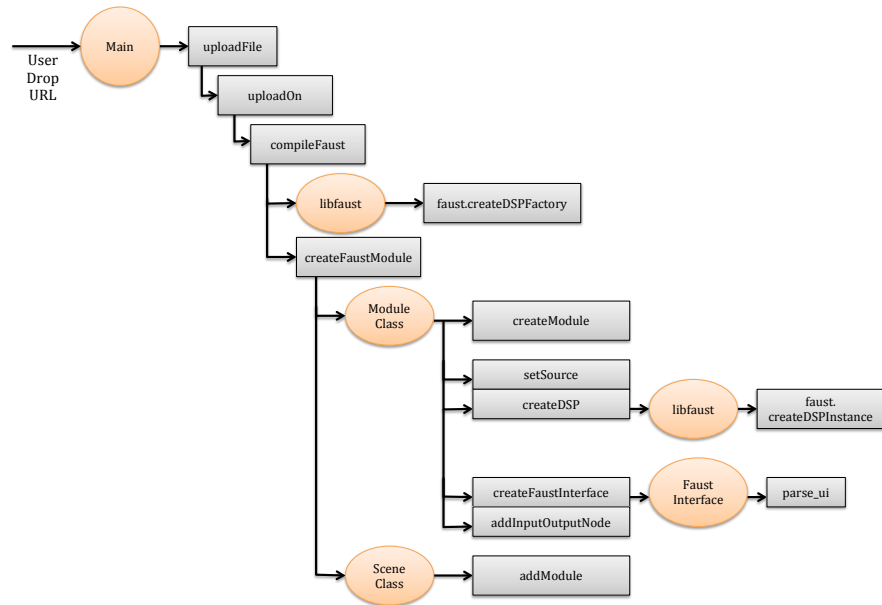 Main
uploadFile
User
Drop
URL
uploadOn
compileFaust
libfaust
faust.createDSPFactory
createFaustModule
Module
Class
createModule
setSource
createDSP
libfaust
faust.
createDSPInstance
createFaustInterface
Faust
Interface
parse_ui
addInputOutputNode
Scene
Class
addModule